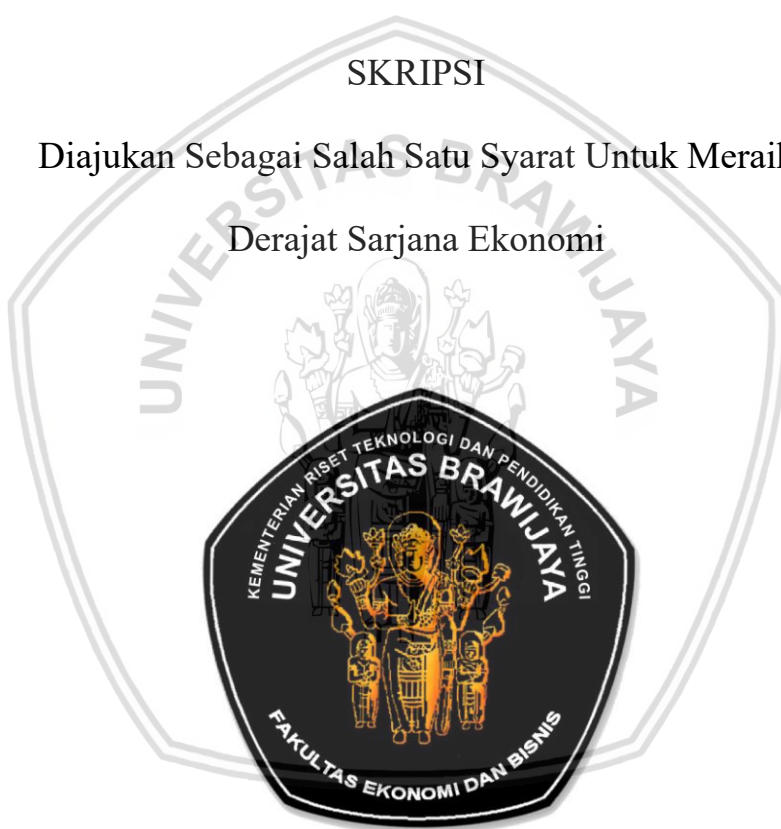 SKRIPSI
Diajukan Sebagai Salah Satu Syarat Untuk Merail
Derajat Sarjana Ekonomi
UNIVERSITAS BRAWIJAYA
KEMENTERIAN RISET TEKNOLOGI DAN PENDIDIKAN TINGGI
UNIVERSITAS BRAWIJAYA
FAKULTAS EKONOMI DAN BISNIS